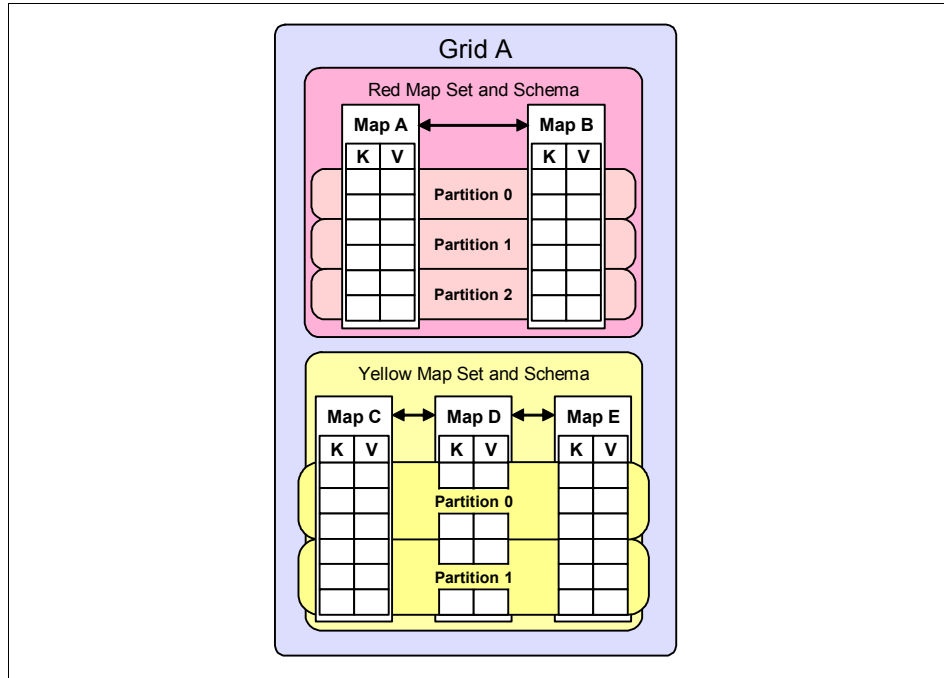 Grid A
Red Map Set and Schema
Map A Map B
K V K V
Partition 0
Partition 1
Partition 2
Yellow Map Set and Schema
Map C Map D Map E
K V K V K V
Partition 0
Partition 1